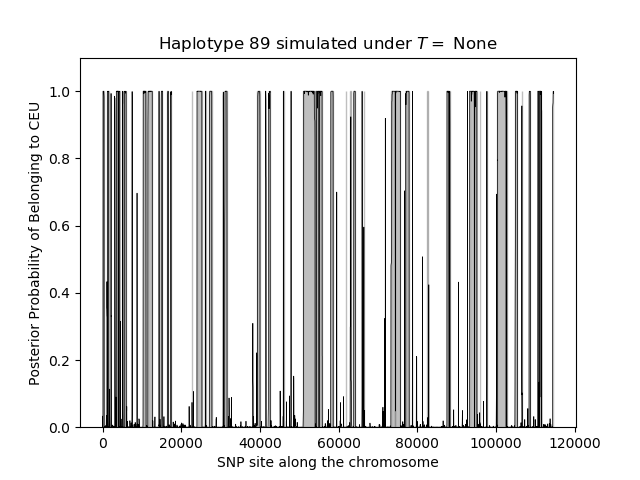 Haplotype 89 simulated under T = None
Posterior Probability of Belonging to CEU
1.0
0.8
0.6
0.4
0.2
0.0
0 20000 40000 60000 80000 100000 120000
SNP site along the chromosome